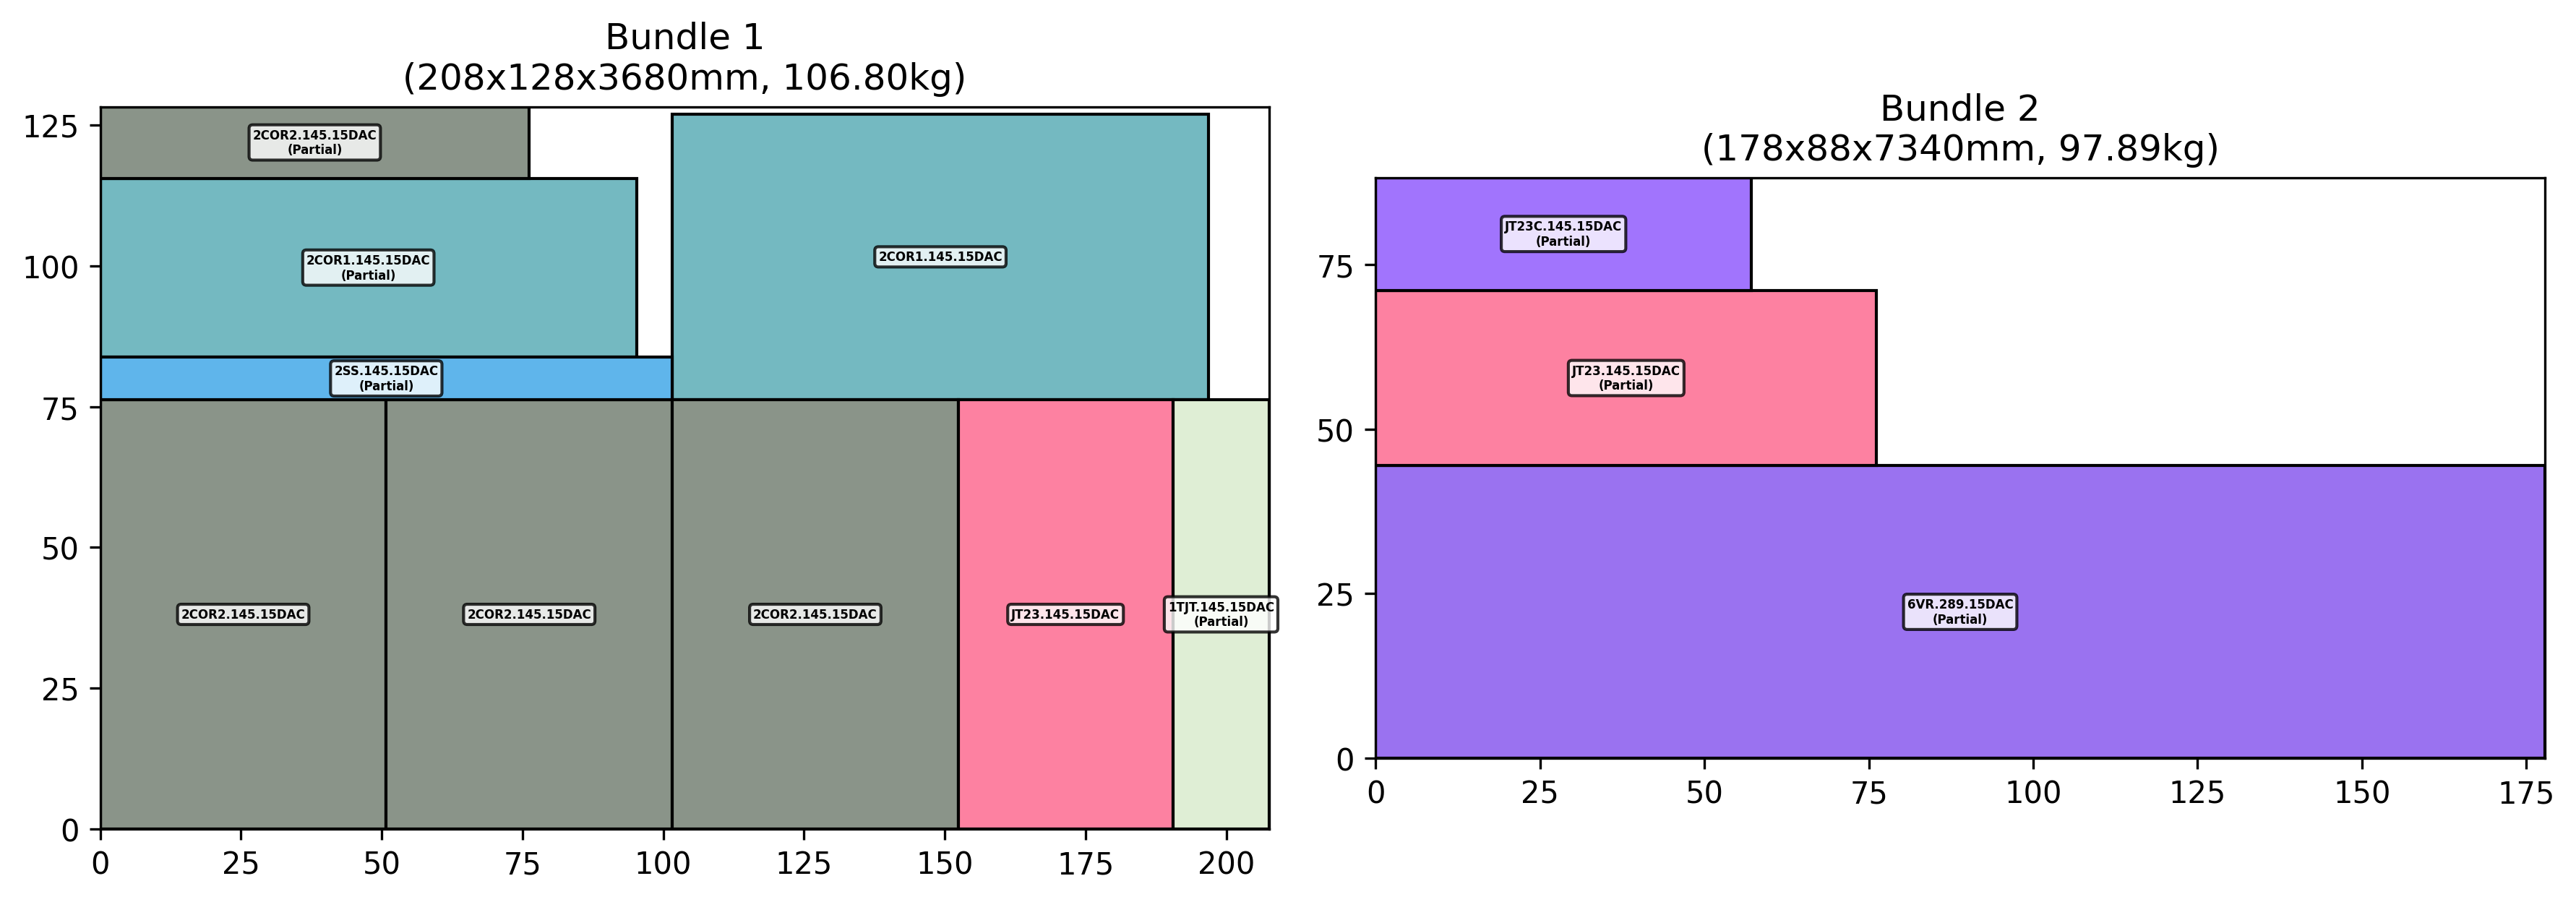 Bundle 1
(208x128x3680mm, 106.80kg)
125
100
75
50
25
0
2COR2.145.15DAC
(Partial)
2COR1.145.15DAC
(Partial)
2COR1.145.15DAC
2SS.145.15DAC
(Partial)
2COR2.145.15DAC
2COR2.145.15DAC
2COR2.145.15DAC
JT23.145.15DAC
1TJT.145.15DAC
(Partial)
0 25 50 75 100 125 150 175 200
Bundle 2
(178x88x7340mm, 97.89kg)
75
50
25
0
JT23C.145.15DAC
(Partial)
JT23.145.15DAC
(Partial)
6VR.289.15DAC
(Partial)
0 25 50 75 100 125 150 175